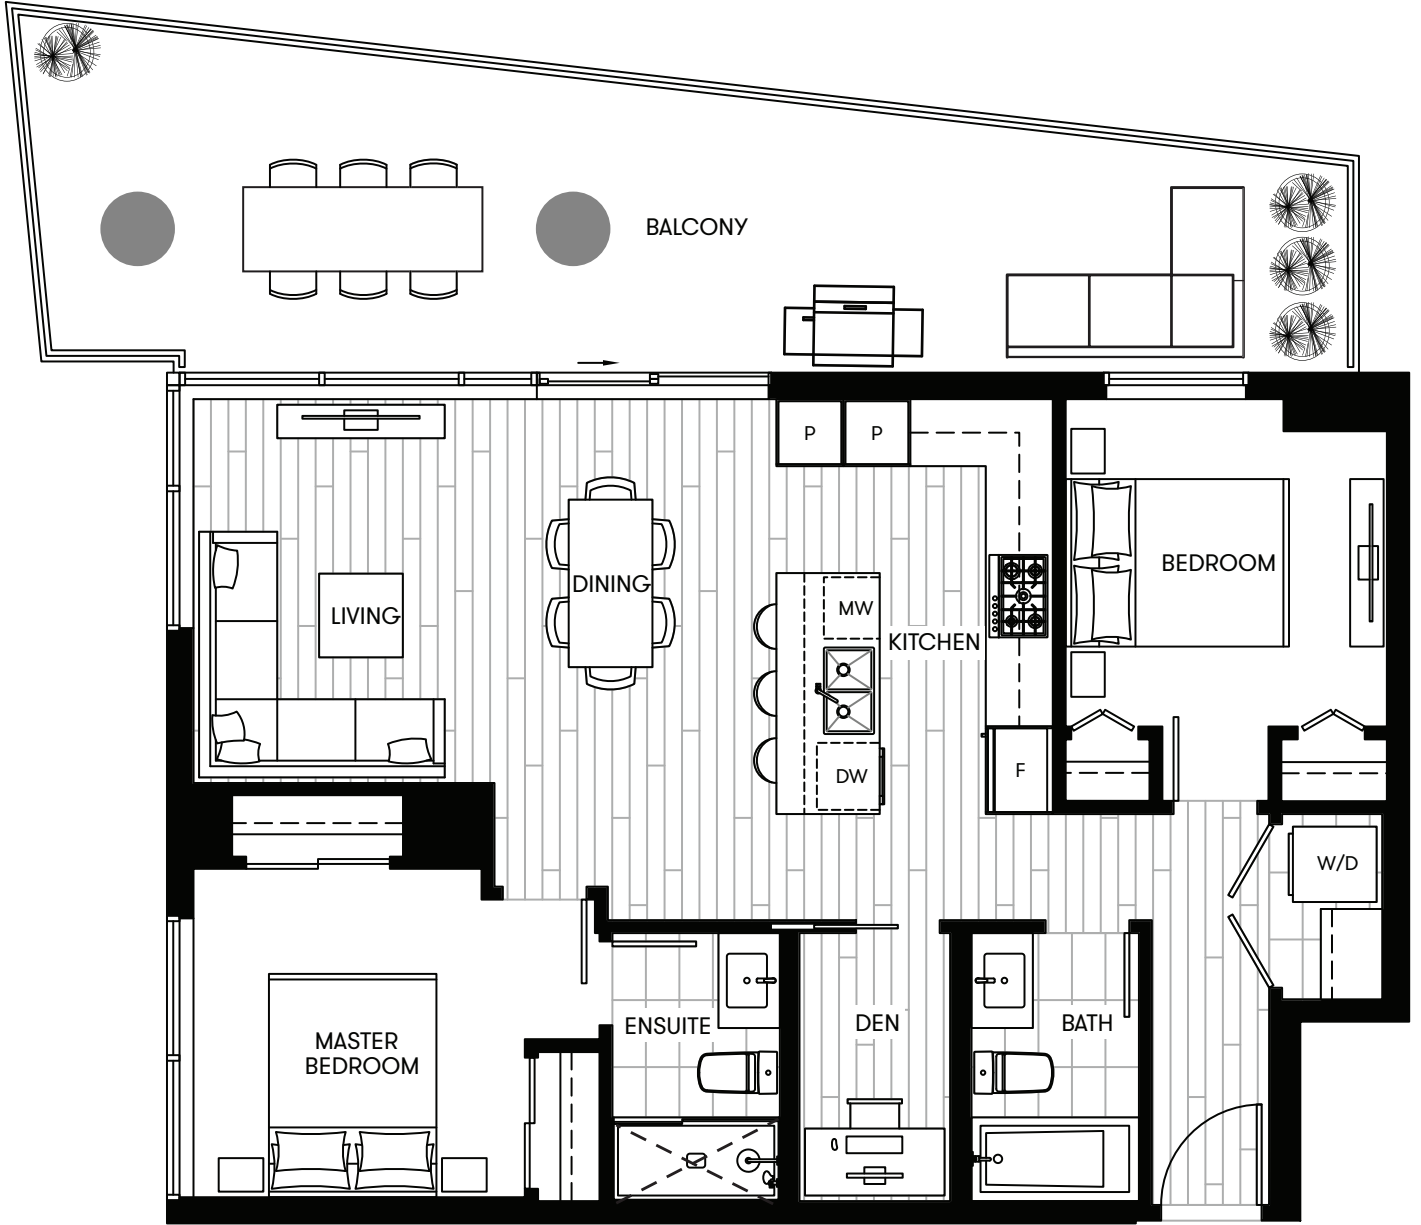 BALCONY
P
P
BEDROOM
DINING
MW
LIVING
KITCHEN
F
DW
W/D
ENSUITE
DEN
BATH
MASTER
BEDROOM